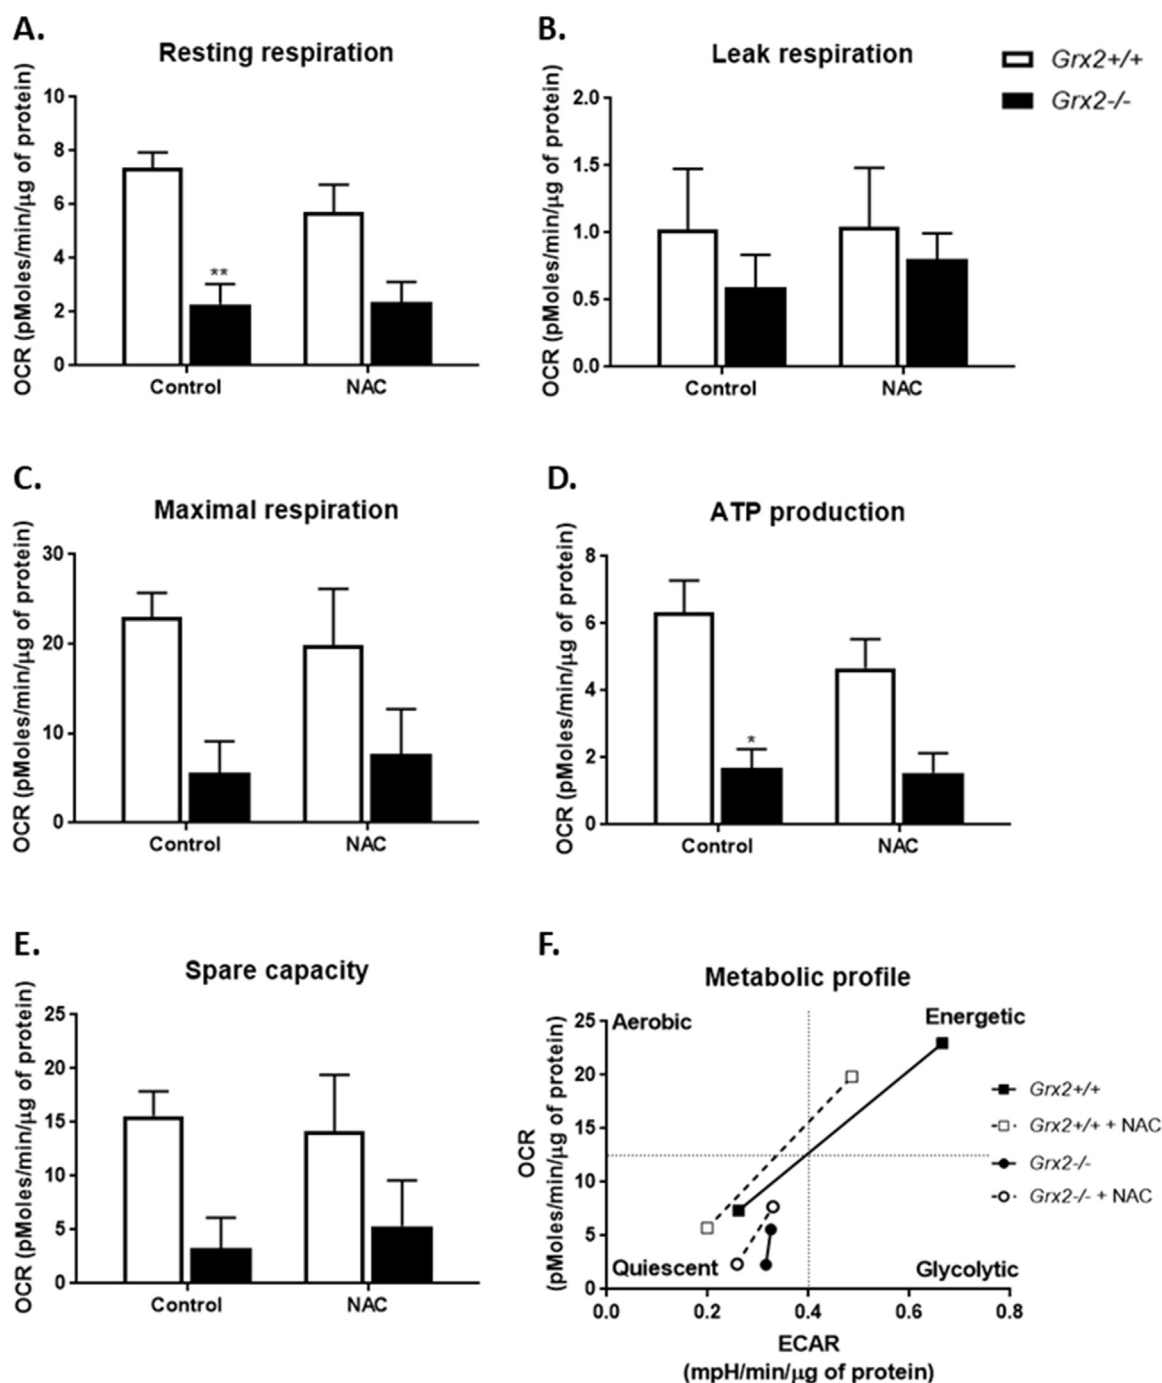 A.
Resting respiration
OCR (pMoles/min/μg of protein)
10
8
6
4
2
0
**
Control
NAC
B.
Leak respiration
OCR (pMoles/min/μg of protein)
2.0
1.5
1.0
0.5
0.0
Control
NAC
Grx2+/+
Grx2-/-
C.
Maximal respiration
OCR (pMoles/min/μg of protein)
30
20
10
0
Control
NAC
D.
ATP production
OCR (pMoles/min/μg of protein)
8
6
4
2
0
*
Control
NAC
E.
Spare capacity
OCR (pMoles/min/μg of protein)
25
20
15
10
5
0
Control
NAC
F.
Metabolic profile
OCR
(pMoles/min/μg of protein)
25
20
15
10
5
0
Aerobic
Energetic
Quiescent
Glycolytic
0.0
0.2
0.4
0.6
0.8
ECAR
(mpH/min/μg of protein)
Grx2+/+
Grx2+/+ + NAC
Grx2-/-
Grx2-/- + NAC